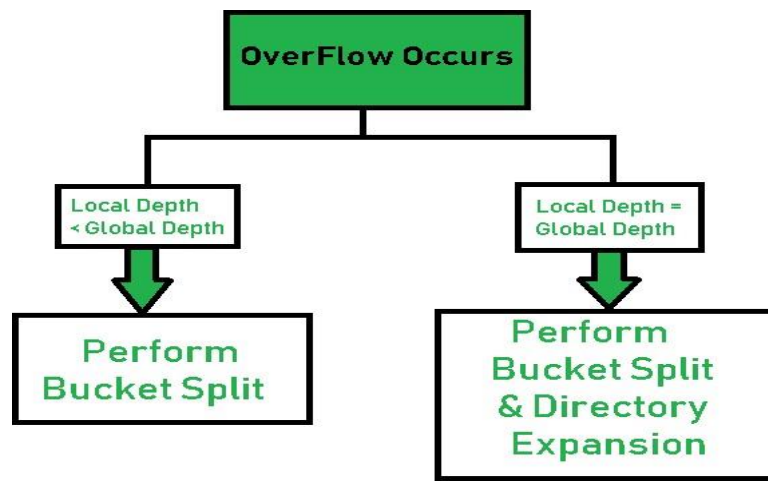 OverFlow Occurs
Local Depth
< Global Depth
Local Depth =
Global Depth
Perform
Bucket Split
Perform
Bucket Split
& Directory
Expansion